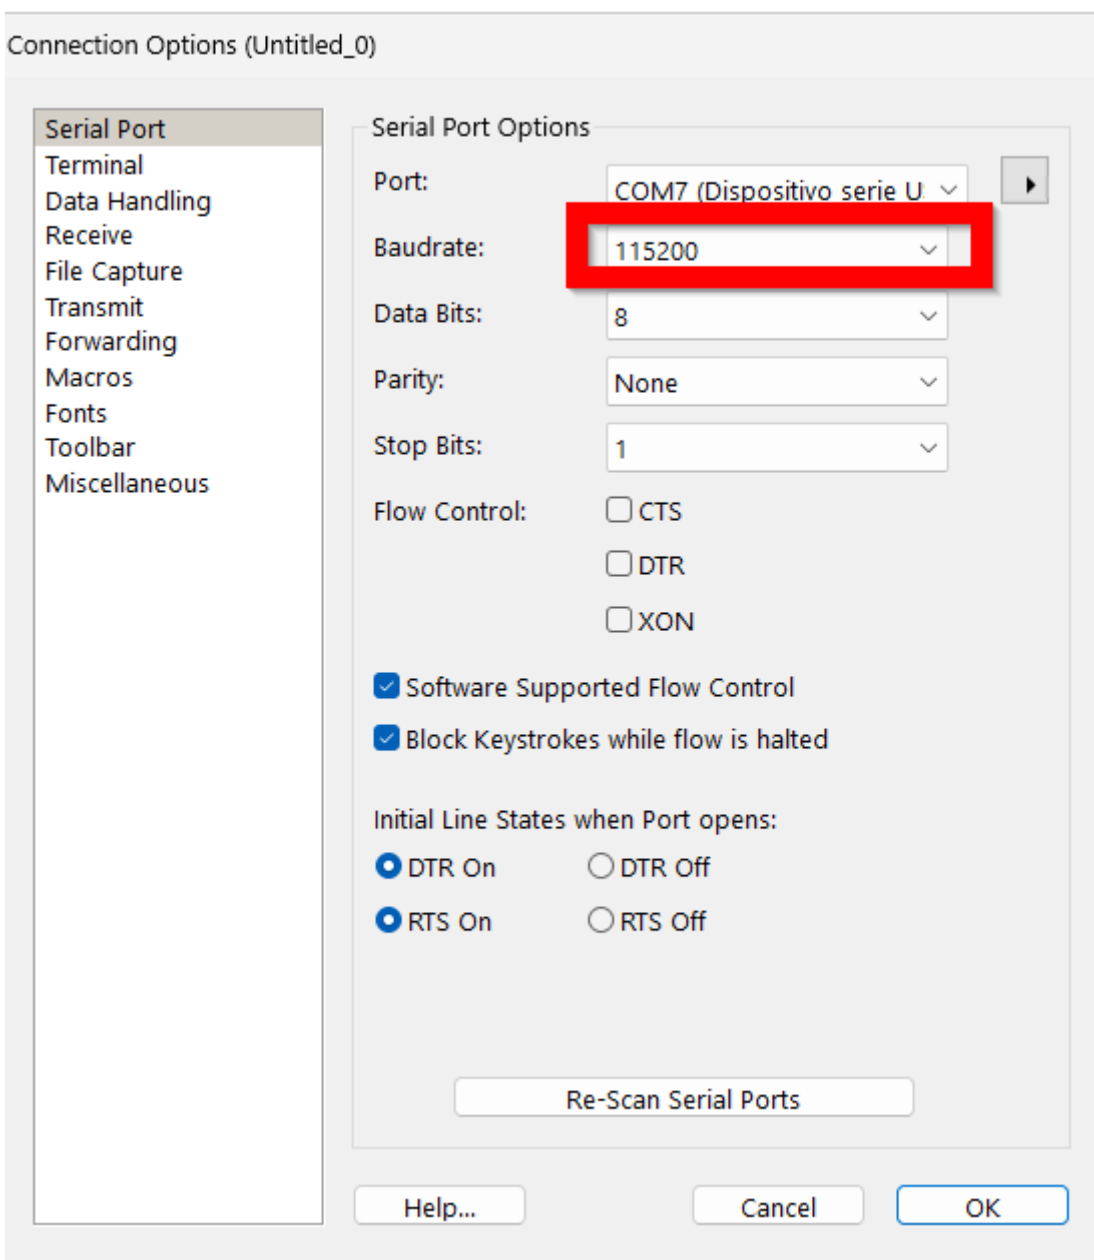 Connection Options (Untitled_0)
Serial Port
Terminal
Data Handling
Receive
File Capture
Transmit
Forwarding
Macros
Fonts
Toolbar
Miscellaneous
Serial Port Options
Port:
COM7 (Dispositivo serie U
Baudrate:
115200
Data Bits:
8
Parity:
None
Stop Bits:
1
Flow Control:
CTS
DTR
XON
Software Supported Flow Control
Block Keystrokes while flow is halted
Initial Line States when Port opens:
DTR On
DTR Off
RTS On
RTS Off
Re-Scan Serial Ports
Help...
Cancel
OK